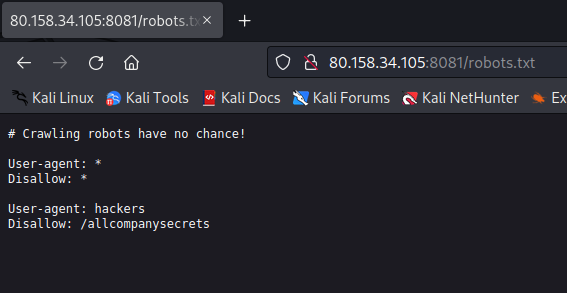 80.158.34.105:8081/robots.tx
80.158.34.105:8081/robots.txt
Kali Linux
Kali Tools
Kali Docs
Kali Forums
Kali NetHunter
Ex
# Crawling robots have no chance!
User-agent: *
Disallow: *
User-agent: hackers
Disallow: /allcompanysecrets